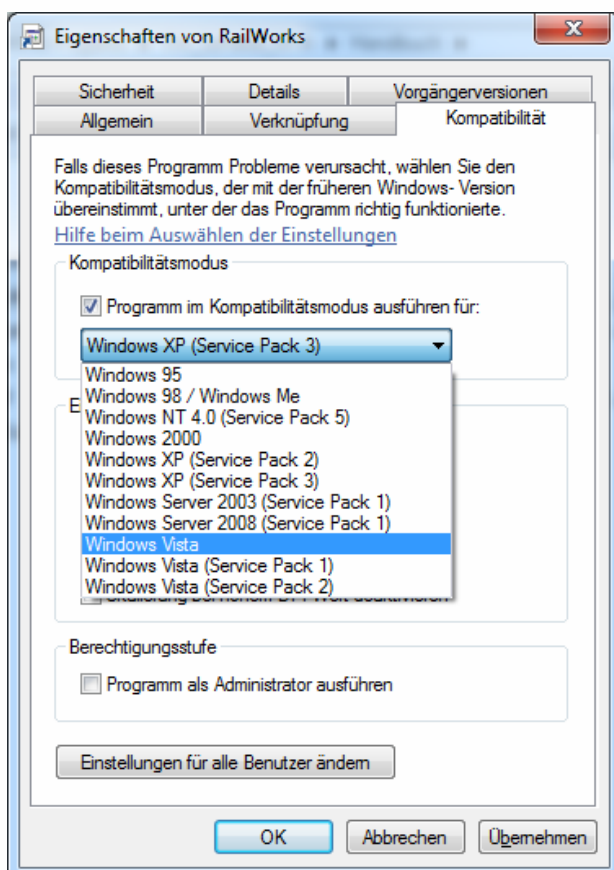 Eigenschaften von RailWorks
Sicherheit
Details
Vorgängerversionen
Allgemein
Verknüpfung
Kompatibilität
Falls dieses Programm Probleme verursacht, wählen Sie den
Kompatibilitätsmodus, der mit der früheren Windows- Version
übereinstimmt, unter der das Programm richtig funktionierte.
Hilfe beim Auswählen der Einstellungen
Kompatibilitätsmodus
Programm im Kompatibilitätsmodus ausführen für:
Windows XP (Service Pack 3)
Windows 95
Windows 98 / Windows Me
Windows NT 4.0 (Service Pack 5)
Windows 2000
Windows XP (Service Pack 2)
Windows XP (Service Pack 3)
Windows Server 2003 (Service Pack 1)
Windows Server 2008 (Service Pack 1)
Windows Vista
Windows Vista (Service Pack 1)
Windows Vista (Service Pack 2)
Berechtigungsstufe
Programm als Administrator ausführen
Einstellungen für alle Benutzer ändern
OK
Abbrechen
Übernehmen